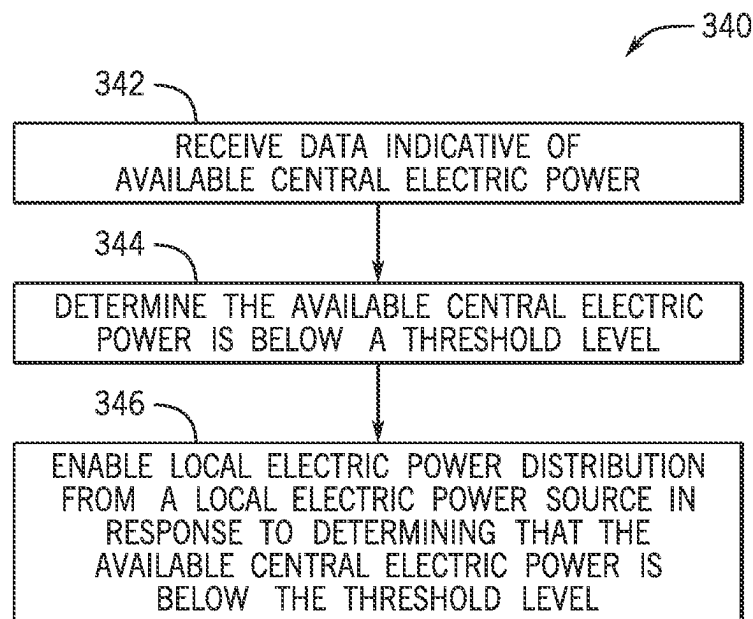 340
342
RECEIVE DATA INDICATIVE OF
AVAILABLE CENTRAL ELECTRIC POWER
344
DETERMINE THE AVAILABLE CENTRAL ELECTRIC
POWER IS BELOW A THRESHOLD LEVEL
346
ENABLE LOCAL ELECTRIC POWER DISTRIBUTION
FROM A LOCAL ELECTRIC POWER SOURCE IN
RESPONSE TO DETERMINING THAT THE
AVAILABLE CENTRAL ELECTRIC POWER IS
BELOW THE THRESHOLD LEVEL